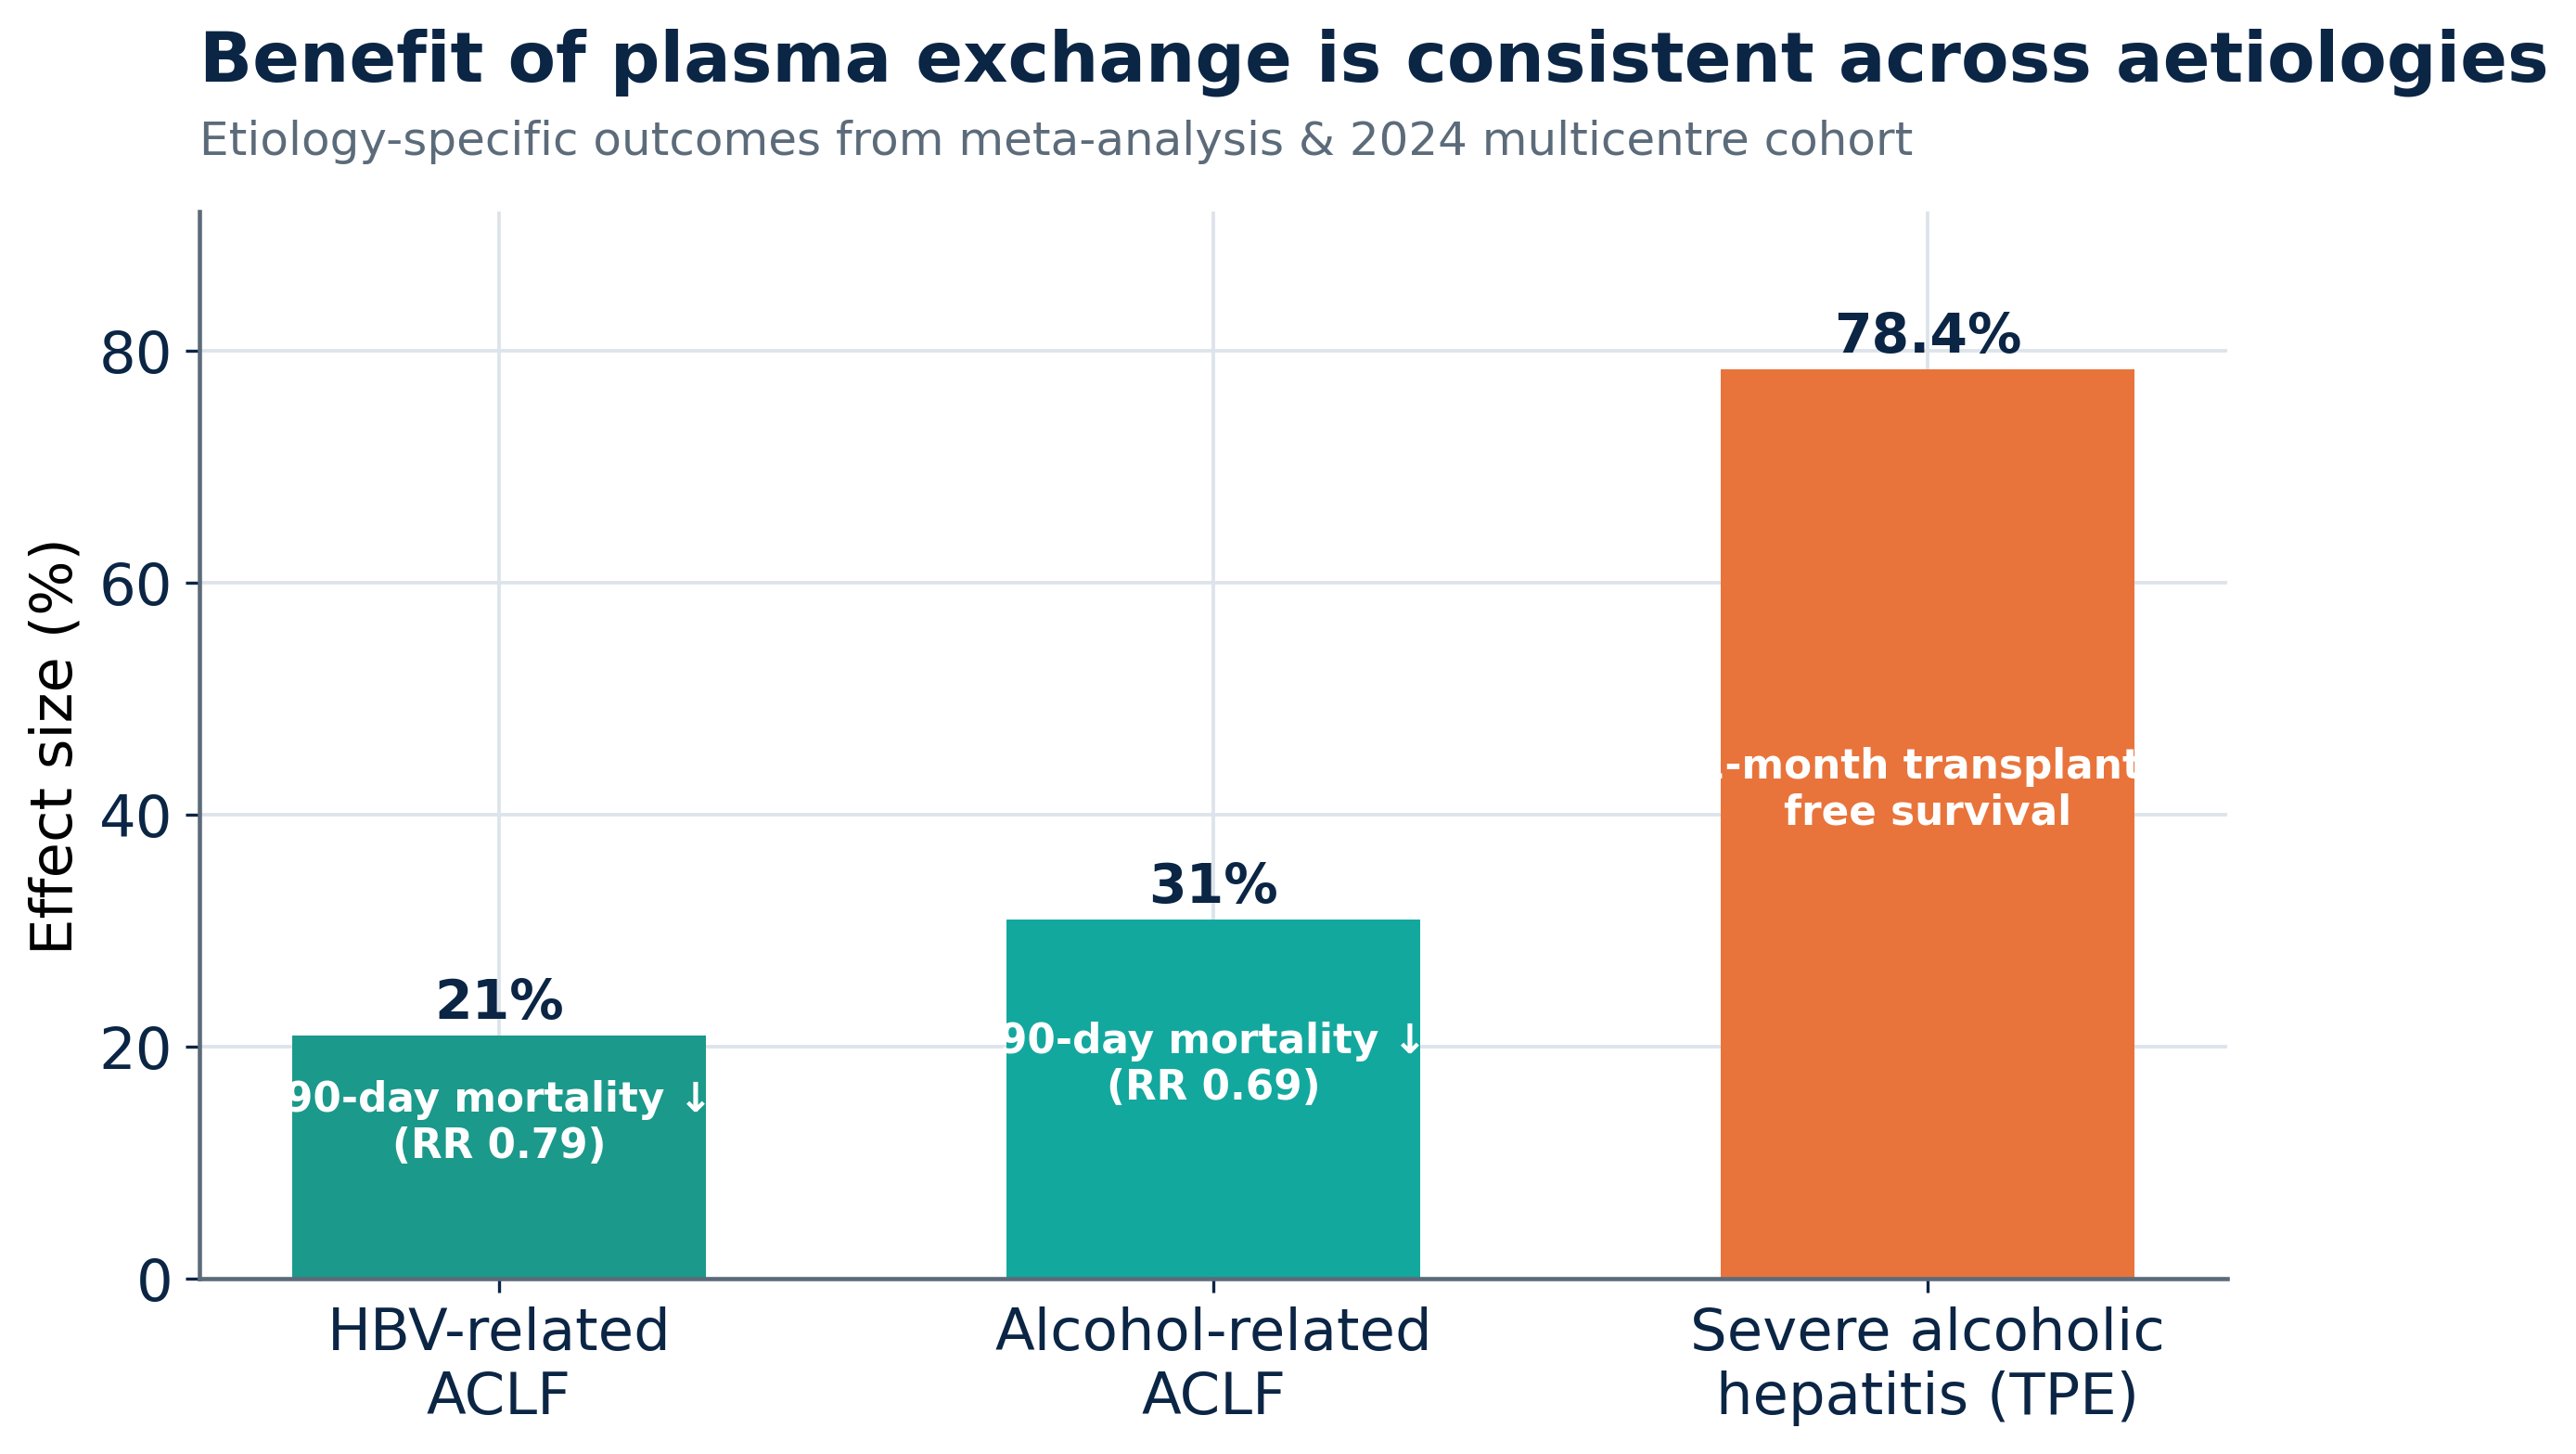 Benefit of plasma exchange is consistent across aetiologies
Etiology-specific outcomes from meta-analysis & 2024 multicentre cohort
Effect size (%)
80
60
40
20
0
21%
90-day mortality ↓
(RR 0.79)
31%
90-day mortality ↓
(RR 0.69)
78.4%
-month transplant
free survival
HBV-related
ACLF
Alcohol-related
ACLF
Severe alcoholic
hepatitis (TPE)